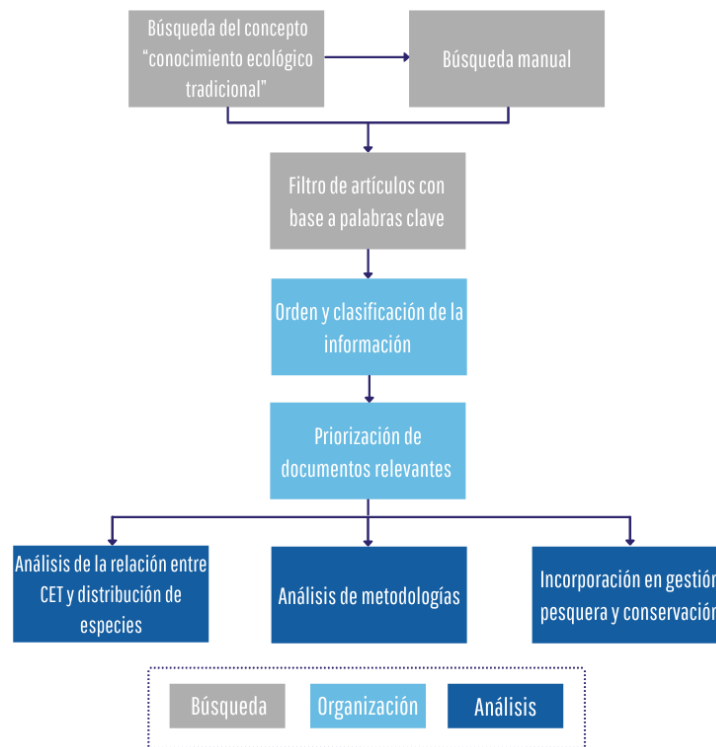 Búsqueda del concepto
“conocimiento ecológico
tradicional”
Búsqueda manual
Filtro de artículos con
base a palabras clave
Orden y clasificación de la
información
Priorización de
documentos relevantes
Análisis de la relación entre
CET y distribución de
especies
Análisis de metodologías
Incorporación en gestión
pesquera y conservación
Búsqueda
Organización
Análisis